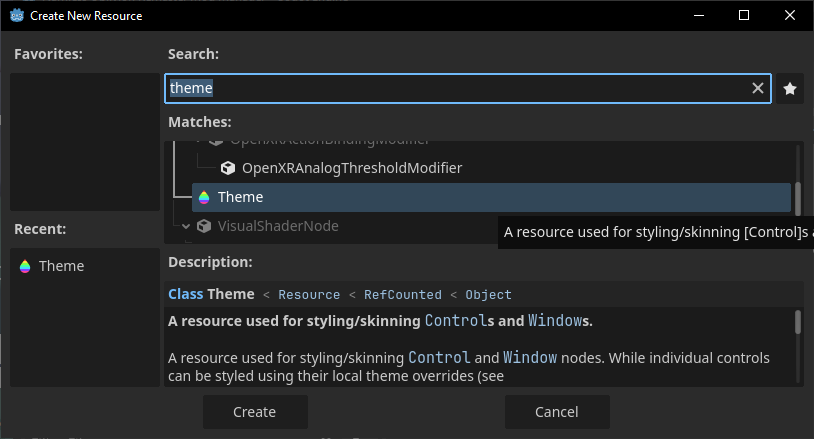 Create New Resource
Favorites:
Search:
theme
Matches:
OpenXRActionBindingModifier
OpenXRAnalogThresholdModifier
Theme
VisualShaderNode
A resource used for styling/skinning [Control]s a
Recent:
Theme
Description:
Class Theme < Resource < RefCounted < Object
A resource used for styling/skinning Controls and Windows.
A resource used for styling/skinning Control and Window nodes. While individual controls
can be styled using their local theme overrides (see
Create
Cancel